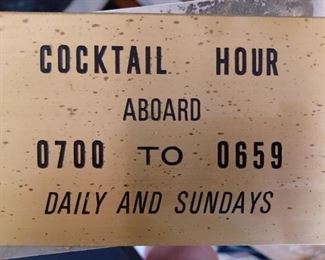 COCKTAIL HOUR
ABOARD
0700 TO 0659
DAILY AND SUNDAYS